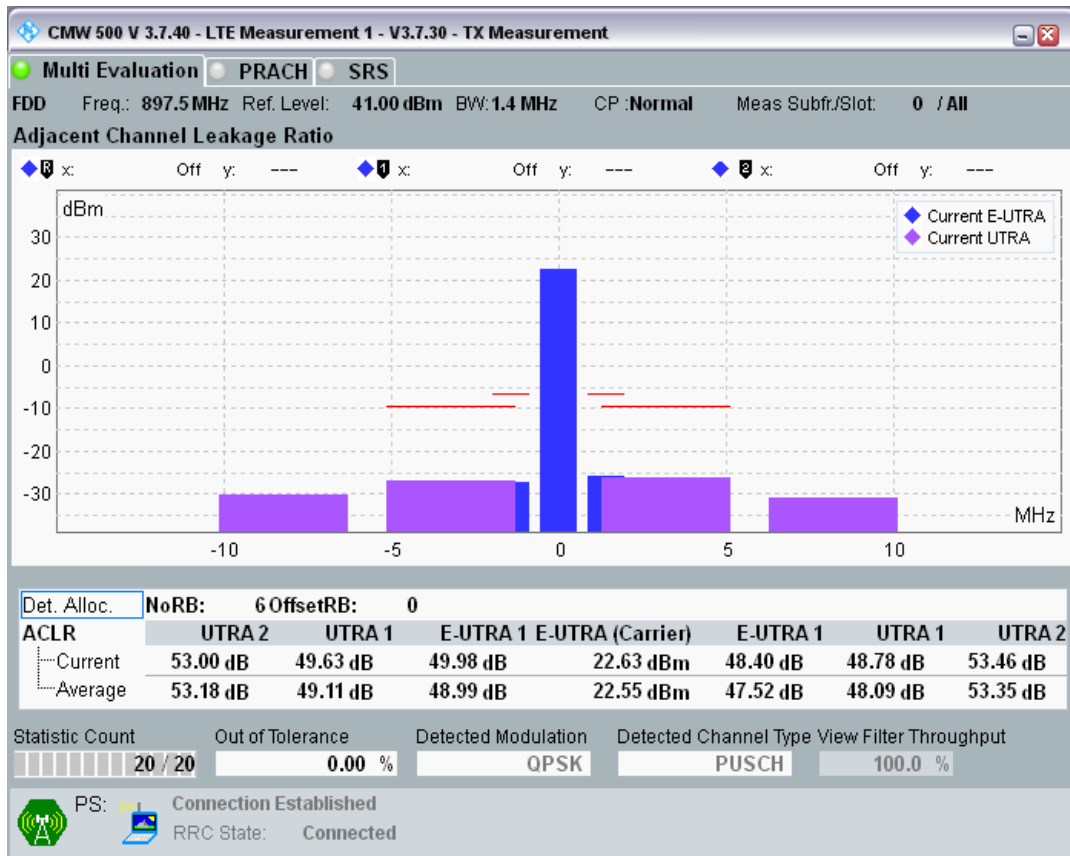 CMW 500 V 3.7.40 - LTE Measurement 1 - V3.7.30 - TX Measurement
Multi Evaluation PRACH SRS
FDD Freq.: 897.5 MHz Ref. Level: 41.00 dBm BW: 1.4 MHz CP :Normal Meas Subfr./Slot: 0 / All
Adjacent Channel Leakage Ratio
R x: Off y: --- 1 x: Off y: --- 2 x: Off y: ---
dBm
Current E-UTRA
Current UTRA
30
20
10
0
-10
-20
-30
MHz
-10 -5 0 5 10
Det. Alloc. NoRB: 6 OffsetRB: 0
ACLR UTRA 2 UTRA 1 E-UTRA 1 E-UTRA (Carrier) E-UTRA 1 UTRA 1 UTRA 2
Current 53.00 dB 49.63 dB 49.98 dB 22.63 dBm 48.40 dB 48.78 dB 53.46 dB
Average 53.18 dB 49.11 dB 48.99 dB 22.55 dBm 47.52 dB 48.09 dB 53.35 dB
Statistic Count Out of Tolerance Detected Modulation Detected Channel Type View Filter Throughput
20 / 20 0.00 % QPSK PUSCH 100.0 %
PS: Connection Established
RRC State: Connected